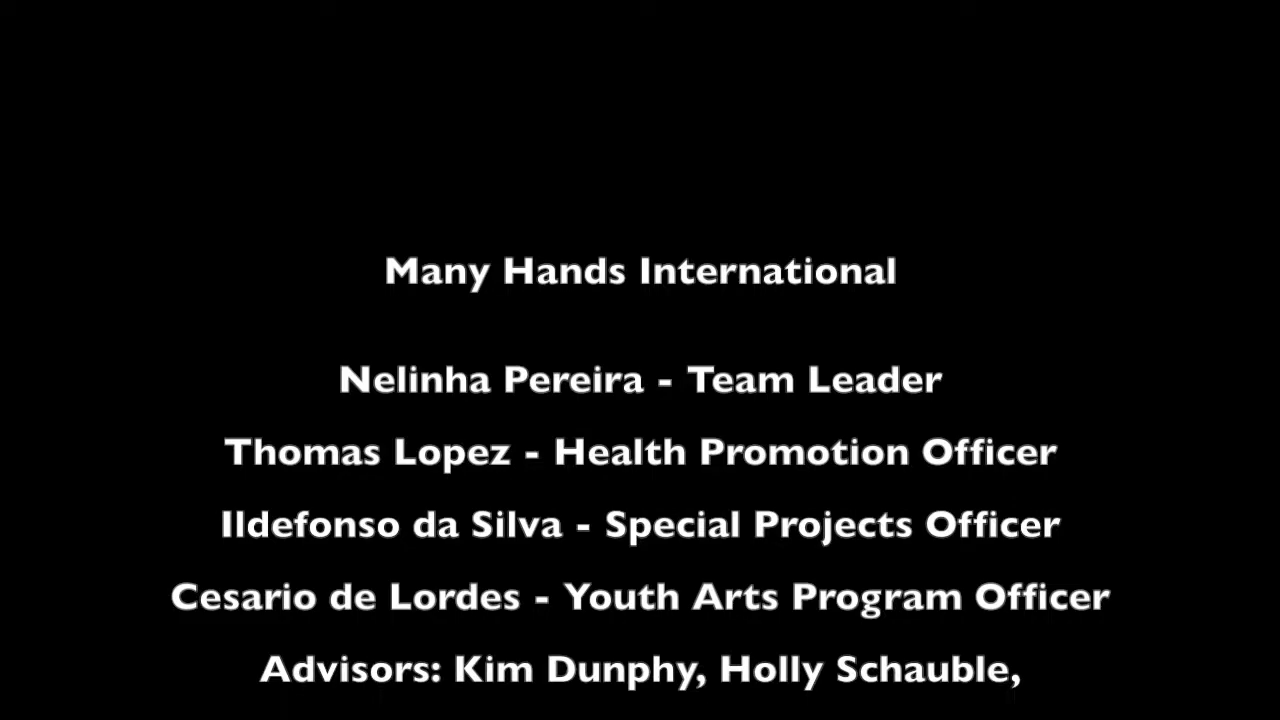 Many Hands International
Nelinha Pereira - Team Leader
Thomas Lopez - Health Promotion Officer
Ildefonso da Silva - Special Projects Officer
Cesario de Lordes - Youth Arts Program Officer
Advisors: Kim Dunphy, Holly Schauble,